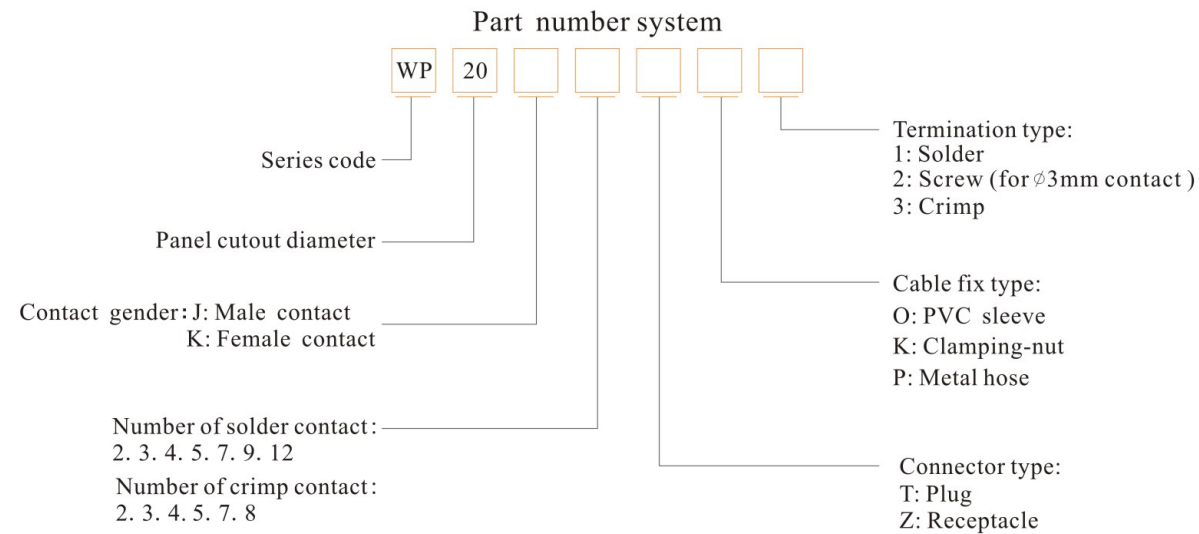 Part number system
WP 20
Series code
Panel cutout diameter
Contact gender: J: Male contact
K: Female contact
Number of solder contact:
2. 3. 4. 5. 7. 9. 12
Number of crimp contact:
2. 3. 4. 5. 7. 8
Termination type:
1: Solder
2: Screw (for ∅3mm contact )
3: Crimp
Cable fix type:
O: PVC sleeve
K: Clamping-nut
P: Metal hose
Connector type:
T: Plug
Z: Receptacle